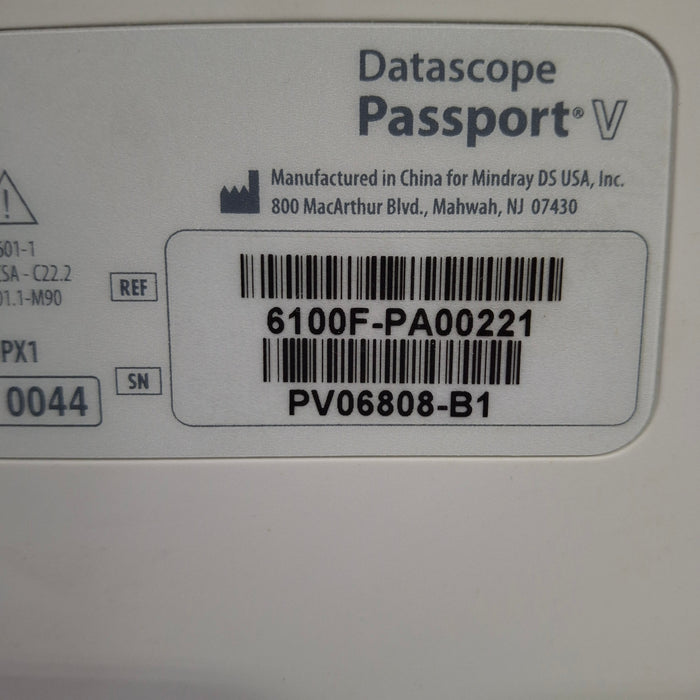 Datascope
Passport® V
Manufactured in China for Mindray DS USA, Inc.
800 MacArthur Blvd., Mahwah, NJ 07430
601-1
SA - C22.2
01.1-M90
REF
6100F-PA00221
PX1
0044
SN
PV06808-B1